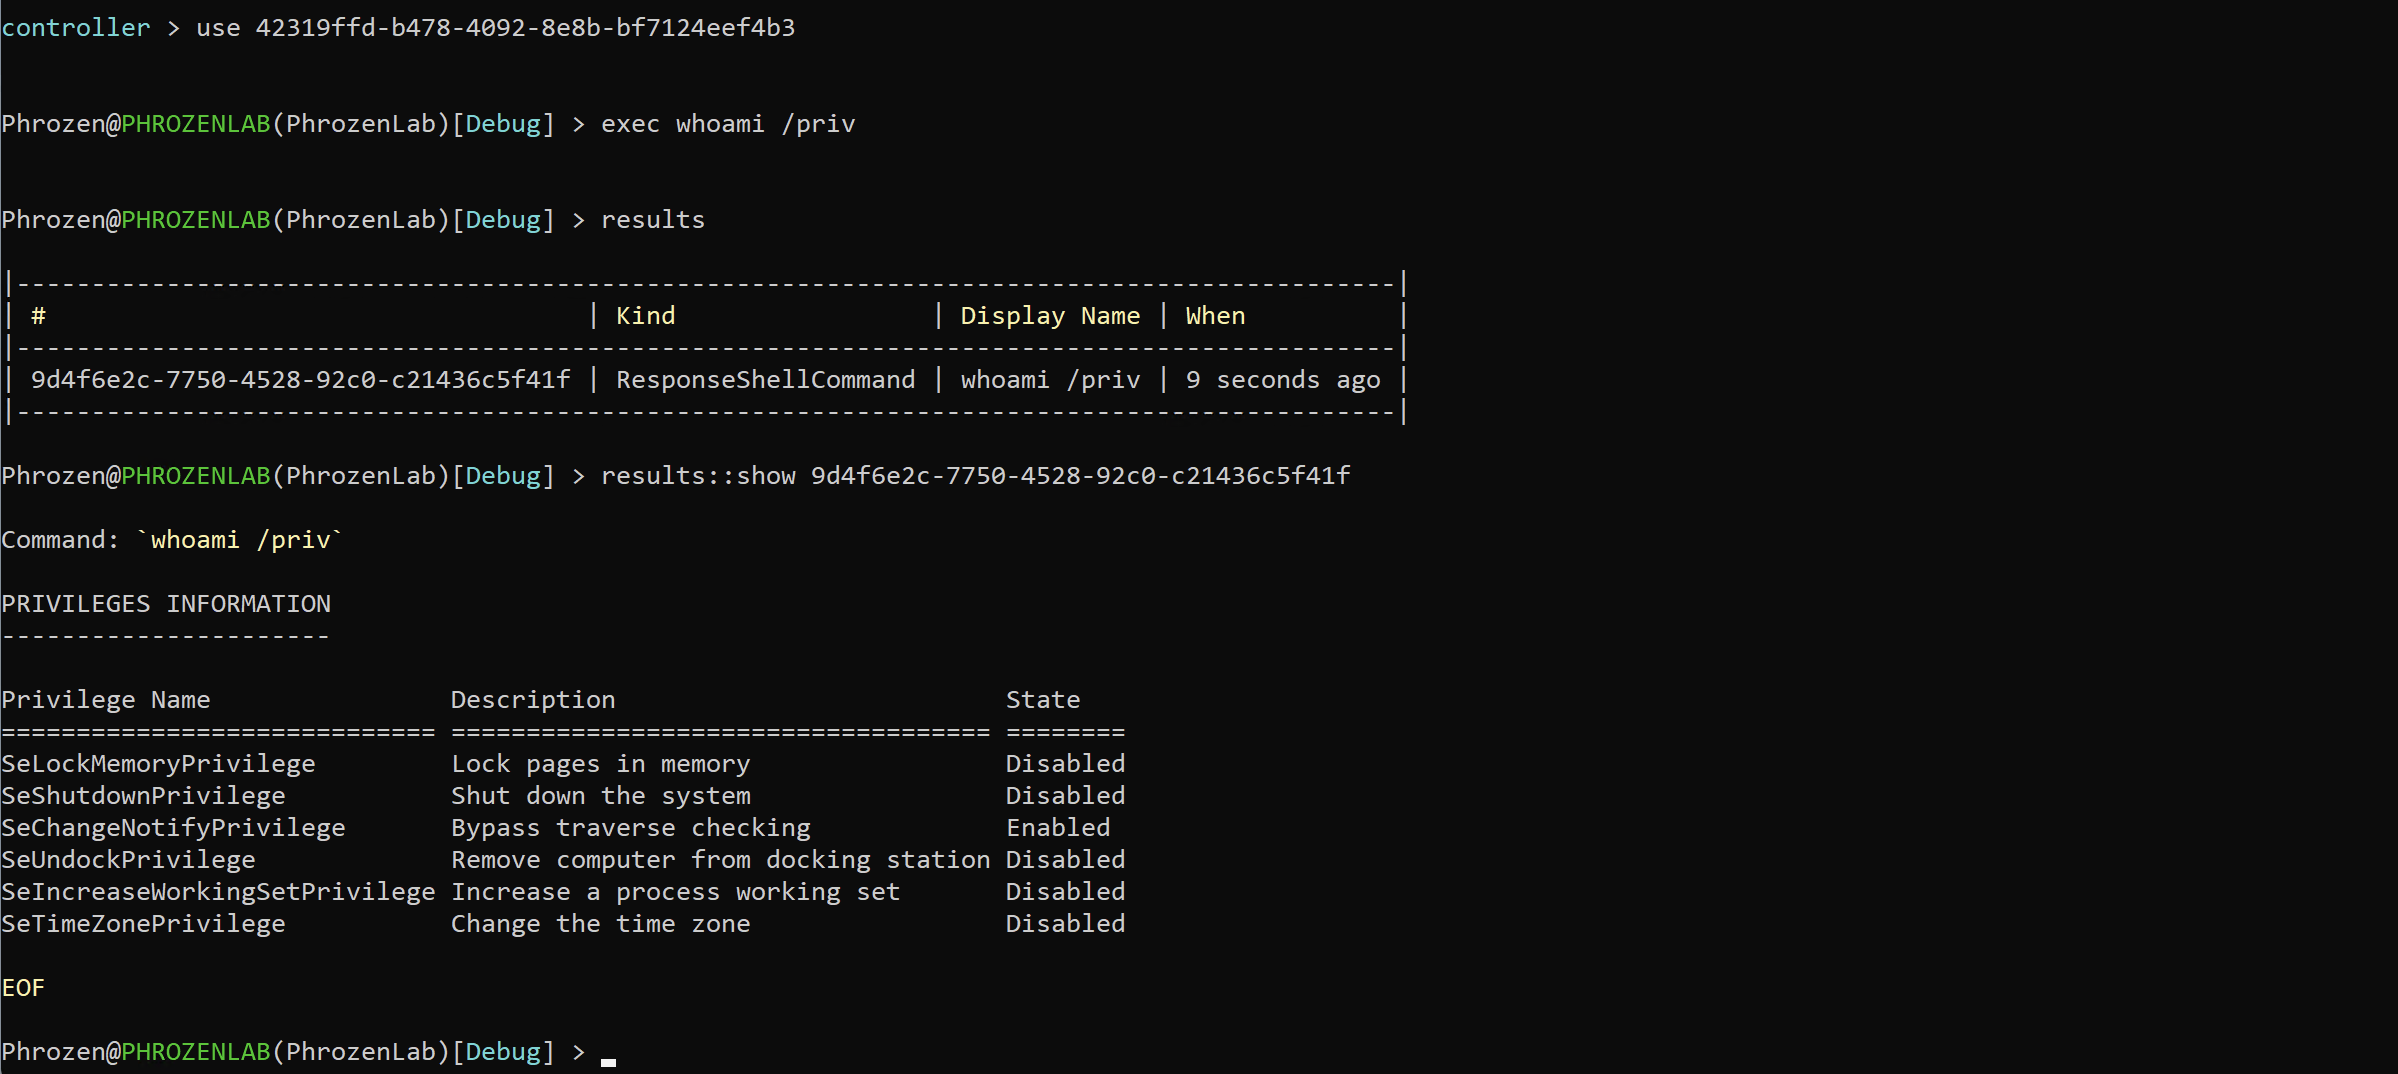 controller > use 42319ffd-b478-4092-8e8b-bf7124eef4b3
Phrozen@PHROZENLAB(PhrozenLab)[Debug] > exec whoami /priv
Phrozen@PHROZENLAB(PhrozenLab)[Debug] > results
|--------------------------------------------------------------------------------------------|
| #                                    | Kind                 | Display Name | When          |
|--------------------------------------------------------------------------------------------|
| 9d4f6e2c-7750-4528-92c0-c21436c5f41f | ResponseShellCommand | whoami /priv | 9 seconds ago |
|--------------------------------------------------------------------------------------------|
Phrozen@PHROZENLAB(PhrozenLab)[Debug] > results::show 9d4f6e2c-7750-4528-92c0-c21436c5f41f
Command: `whoami /priv`
PRIVILEGES INFORMATION
----------------------
Privilege Name                Description                          State
============================= ==================================== ========
SeLockMemoryPrivilege         Lock pages in memory                 Disabled
SeShutdownPrivilege           Shut down the system                 Disabled
SeChangeNotifyPrivilege       Bypass traverse checking             Enabled
SeUndockPrivilege             Remove computer from docking station Disabled
SeIncreaseWorkingSetPrivilege Increase a process working set       Disabled
SeTimeZonePrivilege           Change the time zone                 Disabled
EOF
Phrozen@PHROZENLAB(PhrozenLab)[Debug] > _